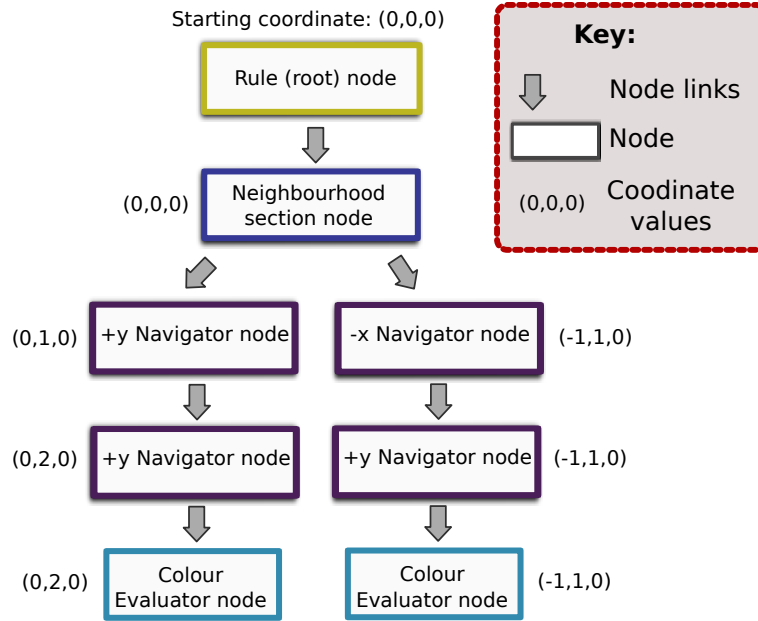 Starting coordinate: (0,0,0)
Rule (root) node
Key:
Node links
Node
(0,0,0) Coodinate
values
(0,0,0) Neighbourhood
section node
(0,1,0) +y Navigator node -x Navigator node (-1,1,0)
(0,2,0) +y Navigator node +y Navigator node (-1,1,0)
(0,2,0) Colour
Evaluator node
Colour
Evaluator node (-1,1,0)